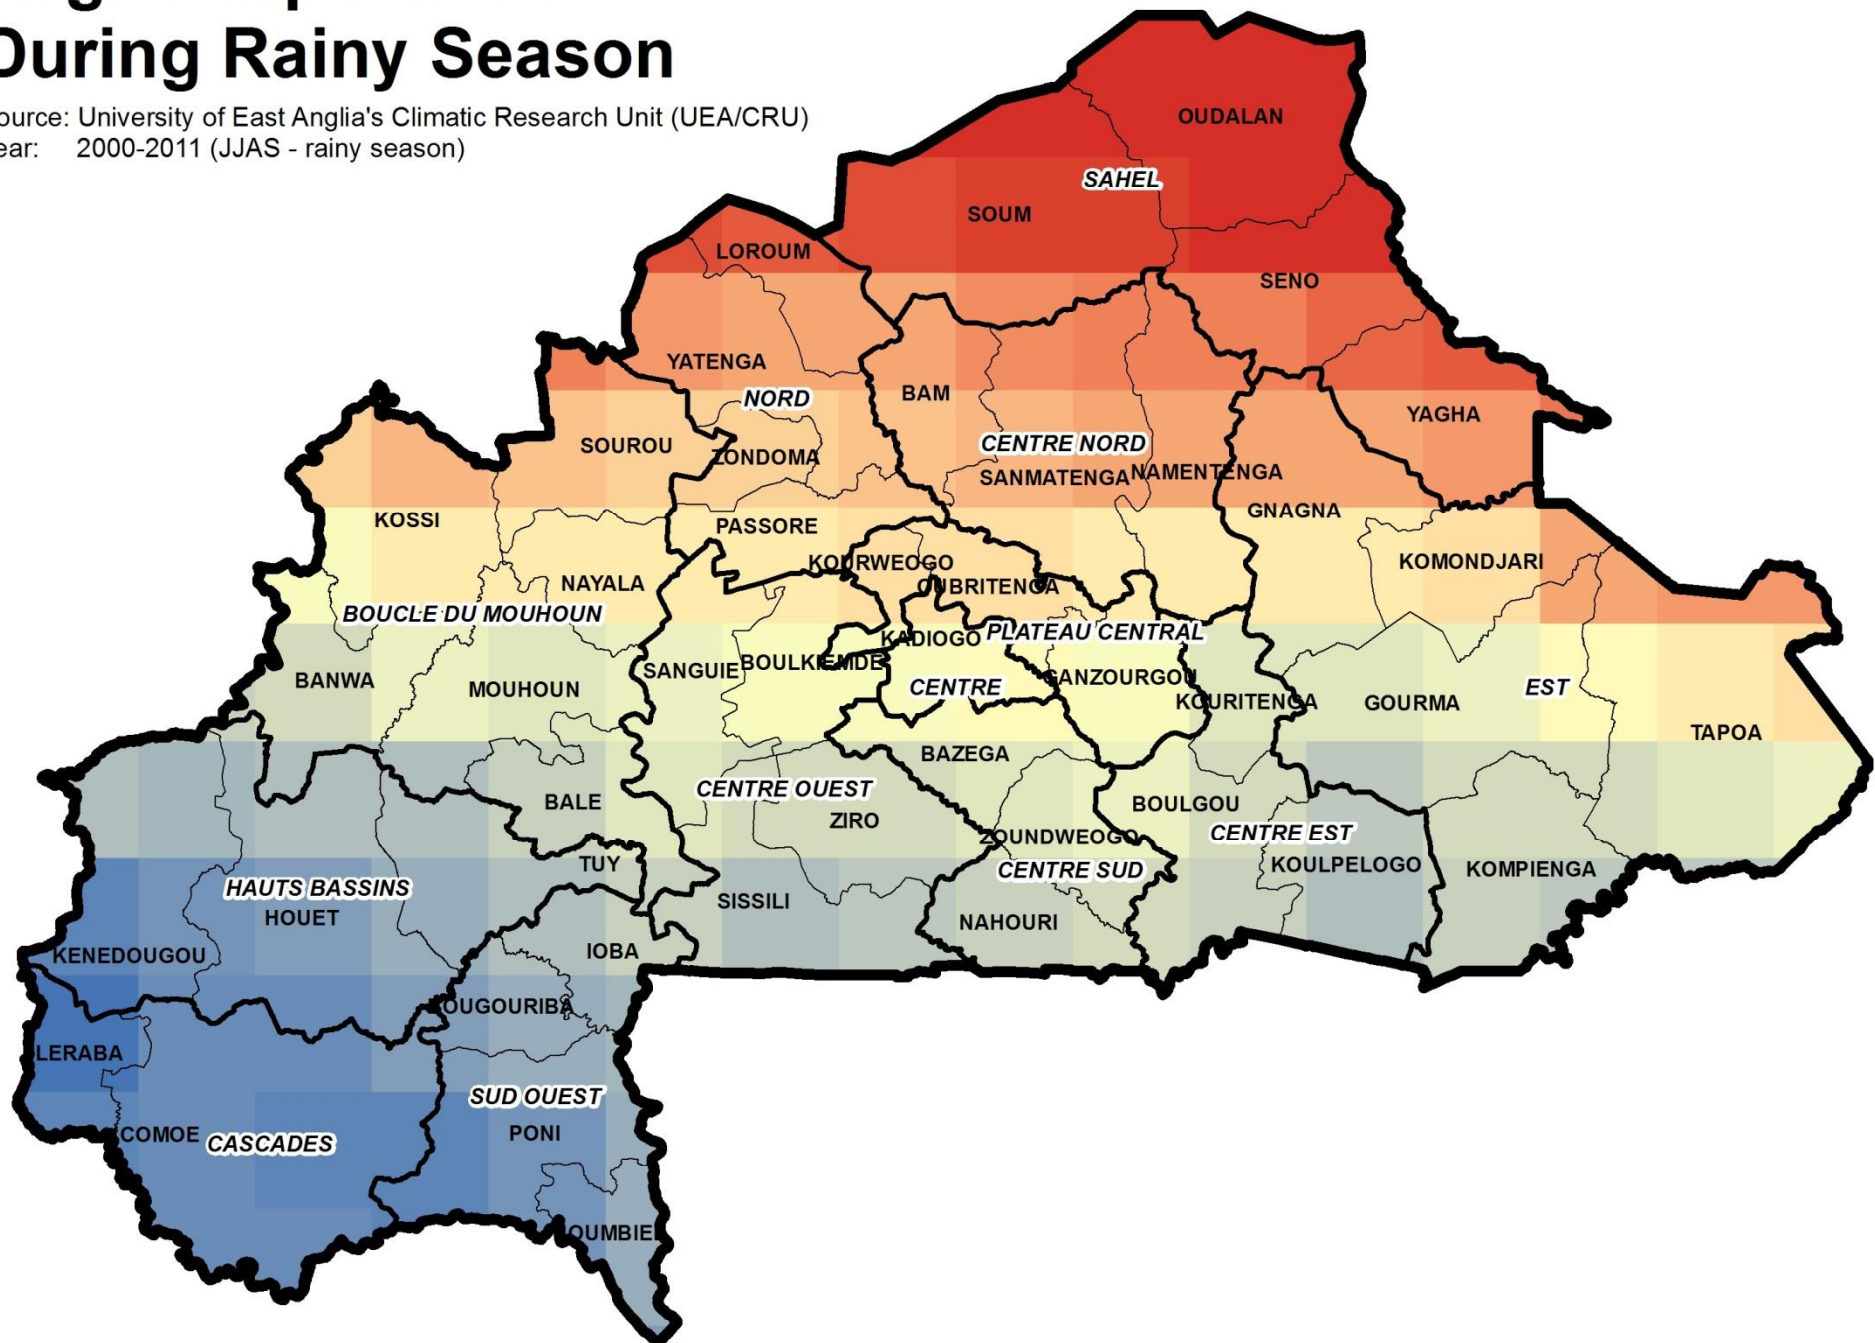 During Rainy Season
Source: University of East Anglia's Climatic Research Unit (UEA/CRU)
Year: 2000-2011 (JJAS - rainy season)
OUDALAN
SAHEL
SOUM
LOROUM
SENO
YATENGA
BAM
NORD
YAGHA
SOUROU
CENTRE NORD
ZONDOMA
SANMATENGA
NAMENTENGA
GNAGNA
KOSSI
PASSORE
KOURWEOGO
KOMONDJARI
NAYALA
OUBRITENGA
BOUCLE DU MOUHOUN
KADIOGO
PLATEAU CENTRAL
SANGUIE
BOULKIEMDE
BANWA
MOUHOUN
CENTRE
GANZOURGOU
KOURITENGA
GOURMA
EST
TAPOA
BAZEGA
CENTRE OUEST
BALE
ZIRO
BOULGOU
CENTRE EST
ZOUNDWEOGO
TUY
KOULPELOGO
KOMPIENGA
CENTRE SUD
HAUTS BASSINS
HOUET
SISSILI
NAHOURI
KENEDOUGOU
IOBA
OUGOURIBA
LERABA
SUD OUEST
COMOE
CASCADES
PONI
OUMBIEL